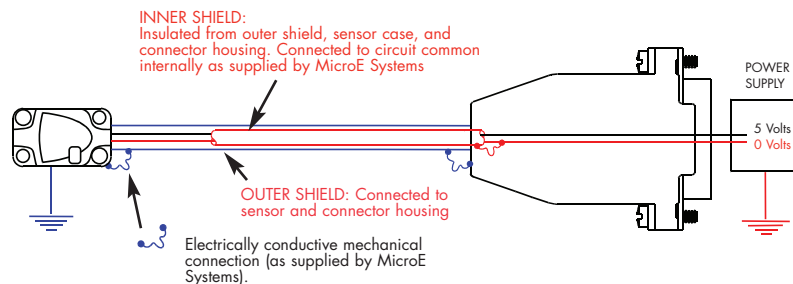 INNER SHIELD:
Insulated from outer shield, sensor case, and
connector housing. Connected to circuit common
internally as supplied by MicroE Systems
POWER
SUPPLY
5 Volts
0 Volts
OUTER SHIELD: Connected to
sensor and connector housing
Electrically conductive mechanical
connection (as supplied by MicroE
Systems).